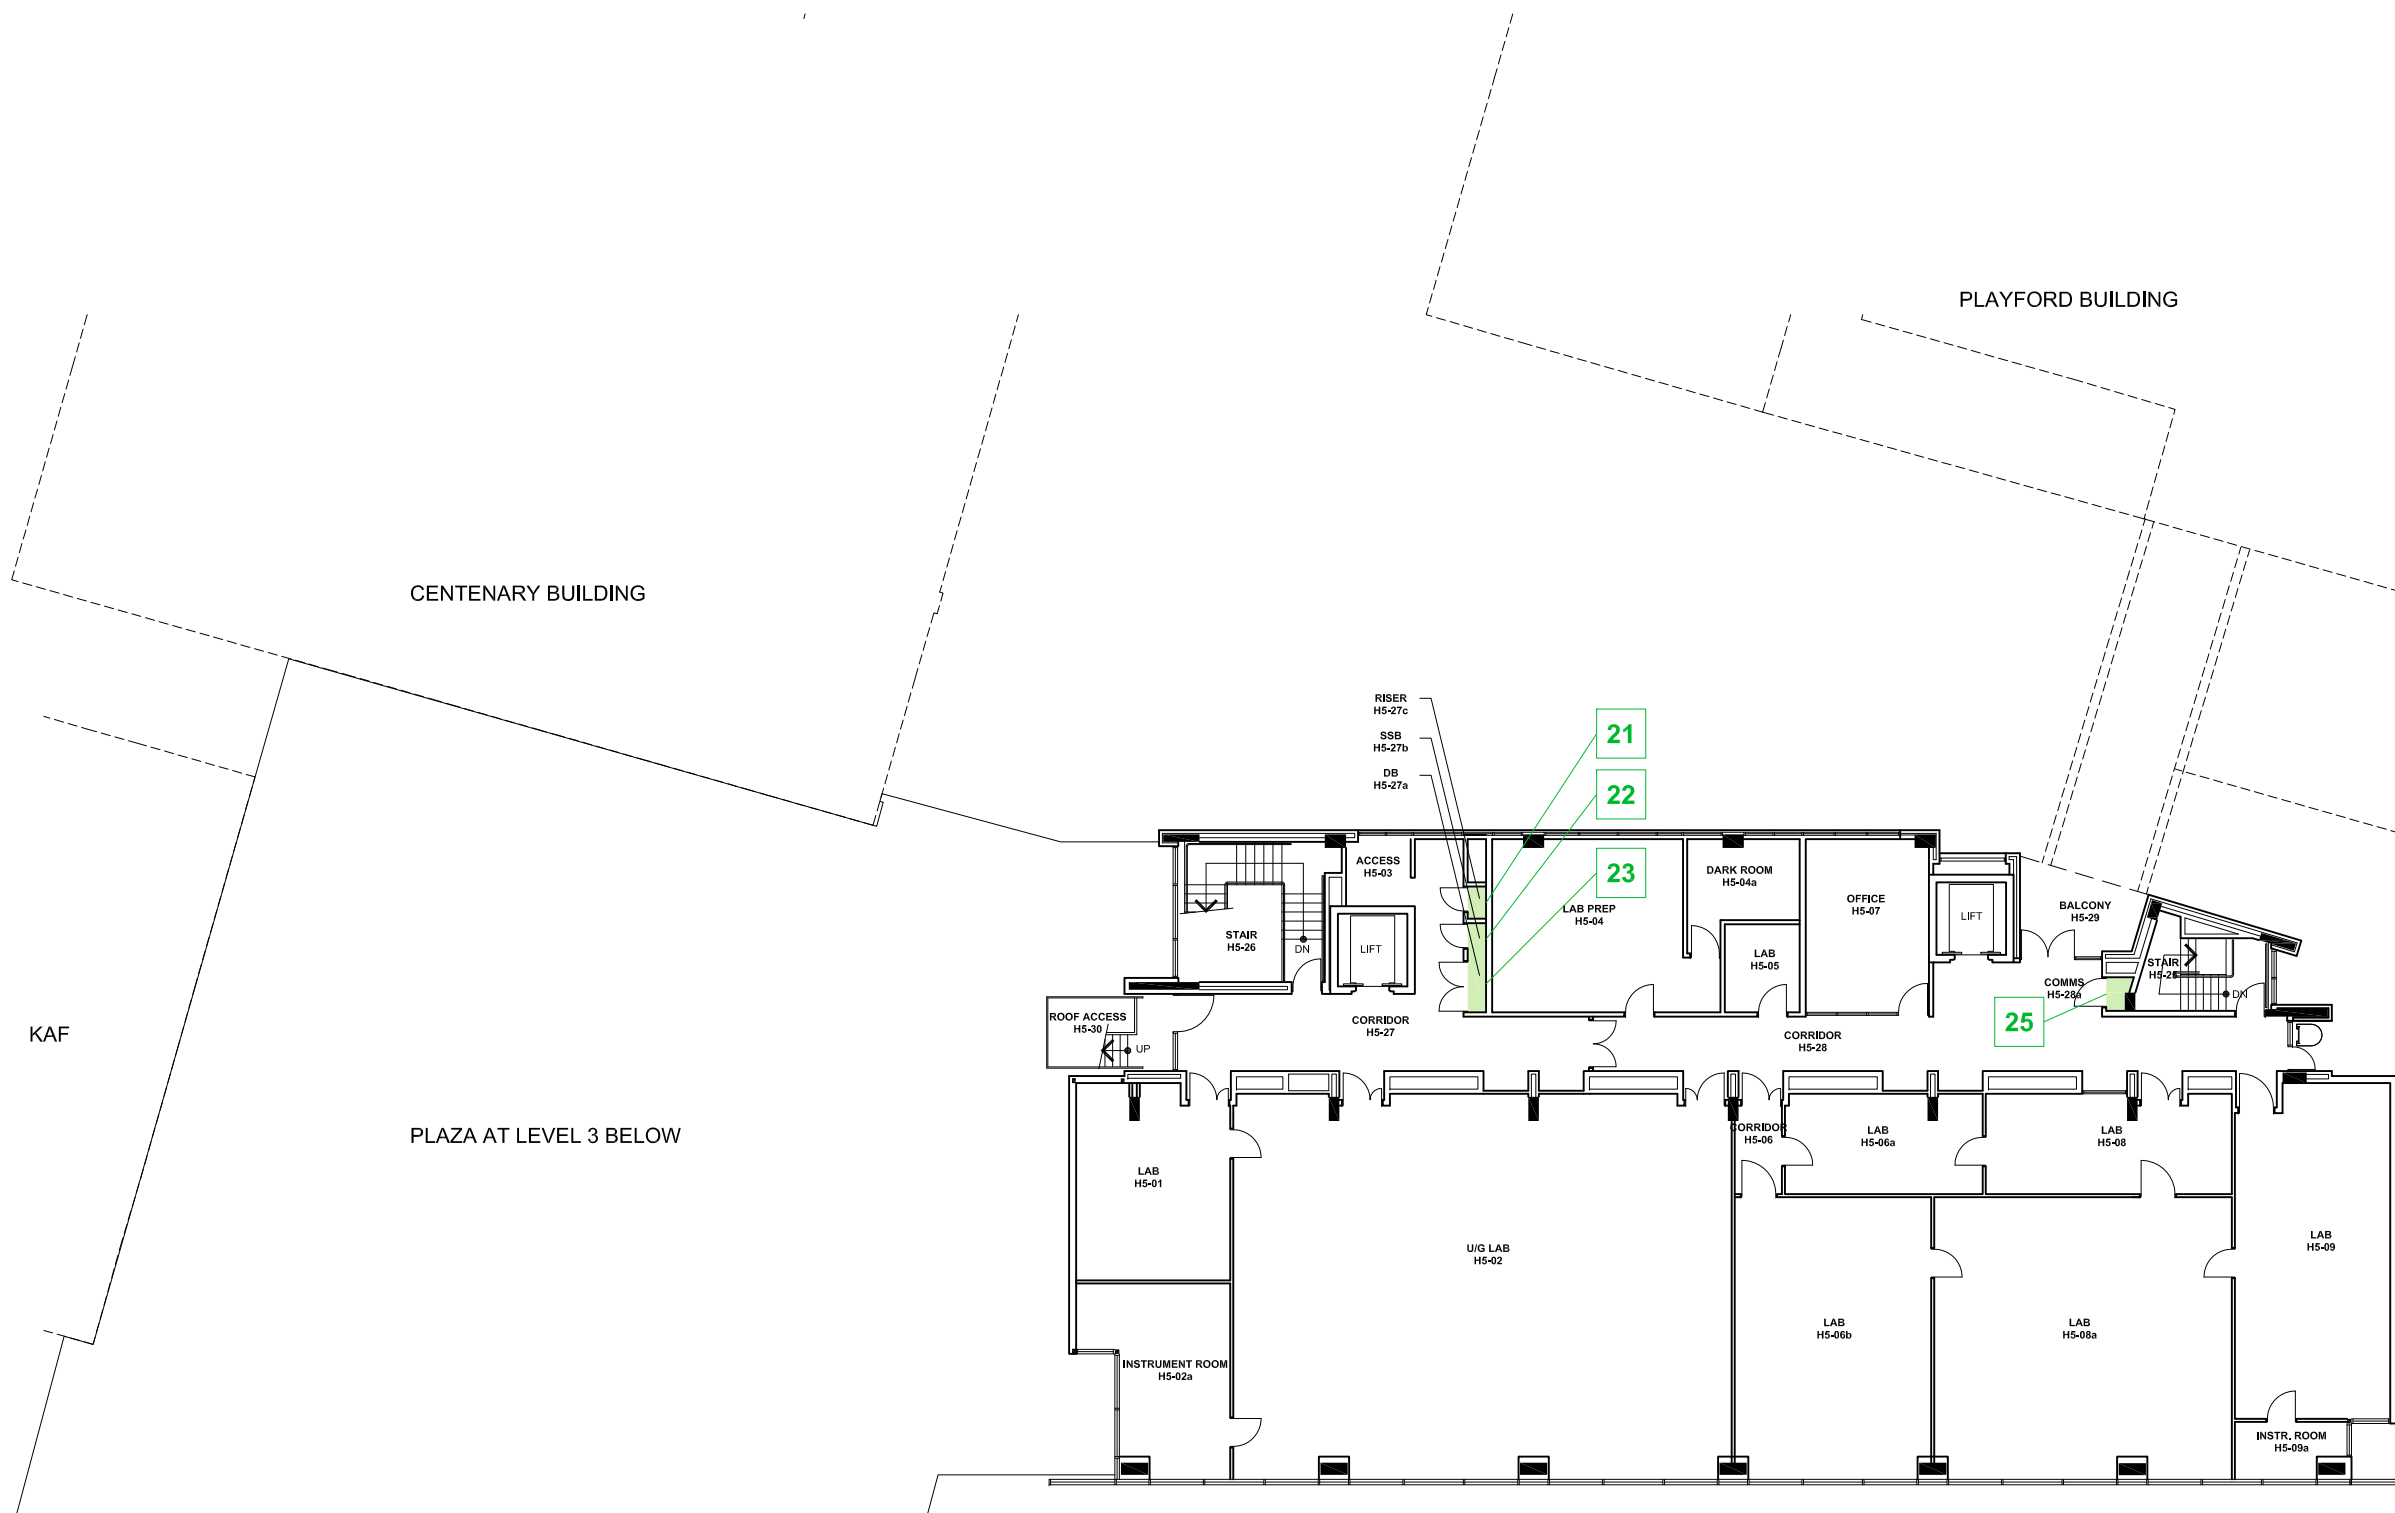 PLAYFORD BUILDING
CENTENARY BUILDING
RISER
H5-27c
SSB
H5-27b
DB
H5-27a
21
22
23
ACCESS
H5-03
DARK ROOM
H5-04a
LAB PREP
H5-04
OFFICE
H5-07
LIFT
BALCONY
H5-29
STAIR
H5-26
DN
LIFT
LAB
H5-05
STAIR
H5-25
DN
COMMS
H5-28a
25
KAF
ROOF ACCESS
H5-30
UP
CORRIDOR
H5-27
CORRIDOR
H5-28
PLAZA AT LEVEL 3 BELOW
CORRIDOR
H5-06
LAB
H5-06a
LAB
H5-08
LAB
H5-01
U/G LAB
H5-02
LAB
H5-09
LAB
H5-06b
LAB
H5-08a
INSTRUMENT ROOM
H5-02a
INSTR. ROOM
H5-09a